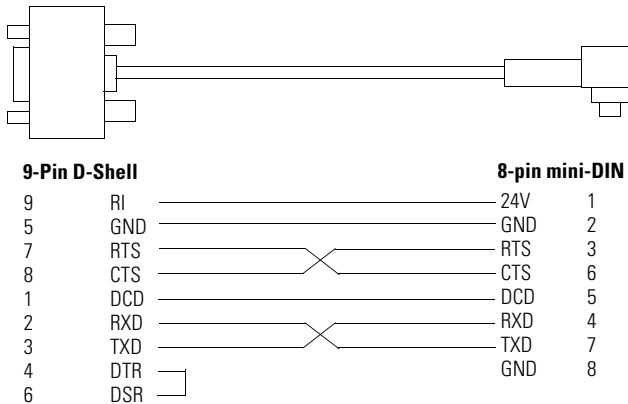 9-Pin D-Shell 8-pin mini-DIN
9 RI 24V 1
5 GND GND 2
7 RTS RTS 3
8 CTS CTS 6
1 DCD DCD 5
2 RXD RXD 4
3 TXD TXD 7
4 DTR GND 8
6 DSR